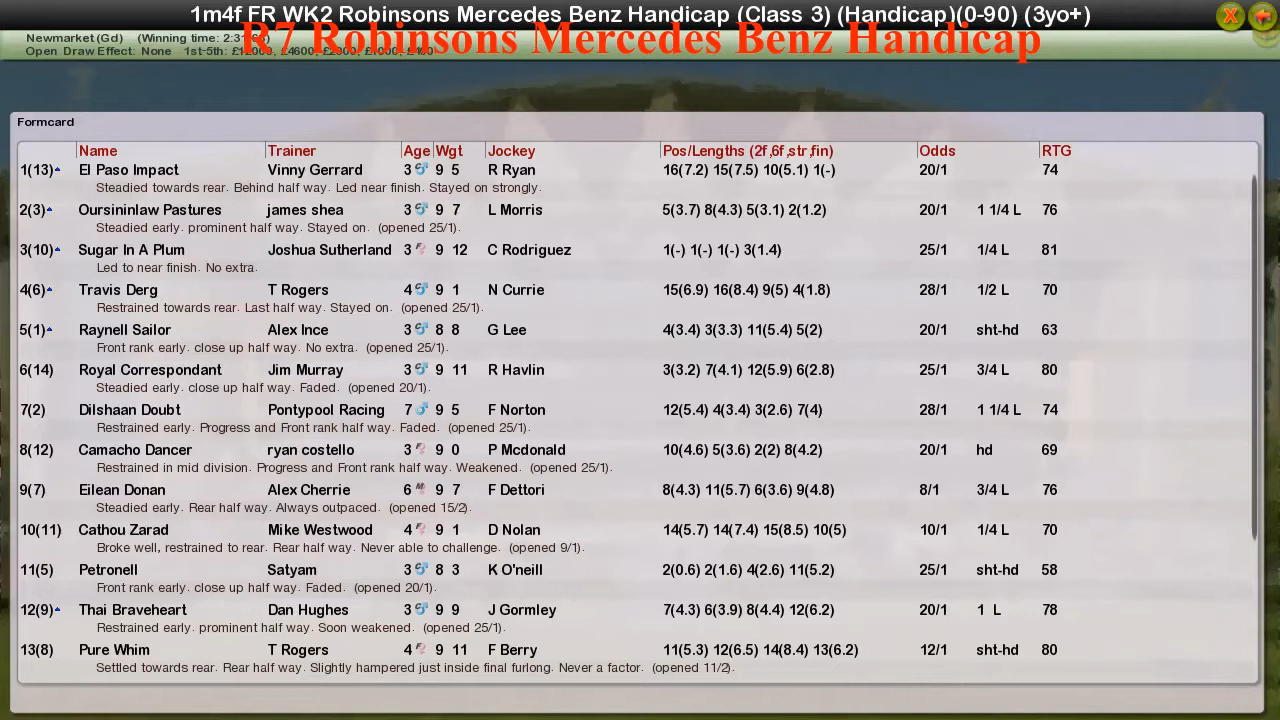 1m4f FR WK2 Robinsons Mercedes Benz Handicap (Class 3) (Handicap)(0-90) (3yo+)
R7 Robinsons Mercedes Benz Handicap
Newmarket(Gd) (Winning time: 2:31
Open Draw Effect: None 1st-5th: £12000, £4600, £2300, £1000, £400
Formcard
Name Trainer Age Wgt Jockey Pos/Lengths (2f,6f,str,fin) Odds RTG
1(13) El Paso Impact Vinny Gerrard 3 9 5 R Ryan 16(7.2) 15(7.5) 10(5.1) 1(-) 20/1 74
Steadied towards rear. Behind half way. Led near finish. Stayed on strongly.
2(3) Oursininlaw Pastures james shea 3 9 7 L Morris 5(3.7) 8(4.3) 5(3.1) 2(1.2) 20/1 1 1/4 L 76
Steadied early. prominent half way. Stayed on. (opened 25/1).
3(10) Sugar In A Plum Joshua Sutherland 3 9 12 C Rodriguez 1(-) 1(-) 1(-) 3(1.4) 25/1 1/4 L 81
Led to near finish. No extra.
4(6) Travis Derg T Rogers 4 9 1 N Currie 15(6.9) 16(8.4) 9(5) 4(1.8) 28/1 1/2 L 70
Restrained towards rear. Last half way. Stayed on. (opened 25/1).
5(1) Raynell Sailor Alex Ince 3 8 8 G Lee 4(3.4) 3(3.3) 11(5.4) 5(2) 20/1 sht-hd 63
Front rank early. close up half way. No extra. (opened 25/1).
6(14) Royal Correspondant Jim Murray 3 9 11 R Havlin 3(3.2) 7(4.1) 12(5.9) 6(2.8) 25/1 3/4 L 80
Steadied early. close up half way. Faded. (opened 20/1).
7(2) Dilshaan Doubt Pontypool Racing 7 9 5 F Norton 12(5.4) 4(3.4) 3(2.6) 7(4) 28/1 1 1/4 L 74
Restrained early. Progress and Front rank half way. Faded. (opened 25/1).
8(12) Camacho Dancer ryan costello 3 9 0 P Mcdonald 10(4.6) 5(3.6) 2(2) 8(4.2) 20/1 hd 69
Restrained in mid division. Progress and Front rank half way. Weakened. (opened 25/1).
9(7) Eilean Donan Alex Cherrie 6 9 7 F Dettori 8(4.3) 11(5.7) 6(3.6) 9(4.8) 8/1 3/4 L 76
Steadied early. Rear half way. Always outpaced. (opened 15/2).
10(11) Cathou Zarad Mike Westwood 4 9 1 D Nolan 14(5.7) 14(7.4) 15(8.5) 10(5) 10/1 1/4 L 70
Broke well, restrained to rear. Rear half way. Never able to challenge. (opened 9/1).
11(5) Petronell Satyam 3 8 3 K O'neill 2(0.6) 2(1.6) 4(2.6) 11(5.2) 25/1 sht-hd 58
Front rank early. close up half way. Faded. (opened 20/1).
12(9) Thai Braveheart Dan Hughes 3 9 9 J Gormley 7(4.3) 6(3.9) 8(4.4) 12(6.2) 20/1 1 L 78
Restrained early. prominent half way. Soon weakened. (opened 25/1).
13(8) Pure Whim T Rogers 4 9 11 F Berry 11(5.3) 12(6.5) 14(8.4) 13(6.2) 12/1 sht-hd 80
Settled towards rear. Rear half way. Slightly hampered just inside final furlong. Never a factor. (opened 11/2).